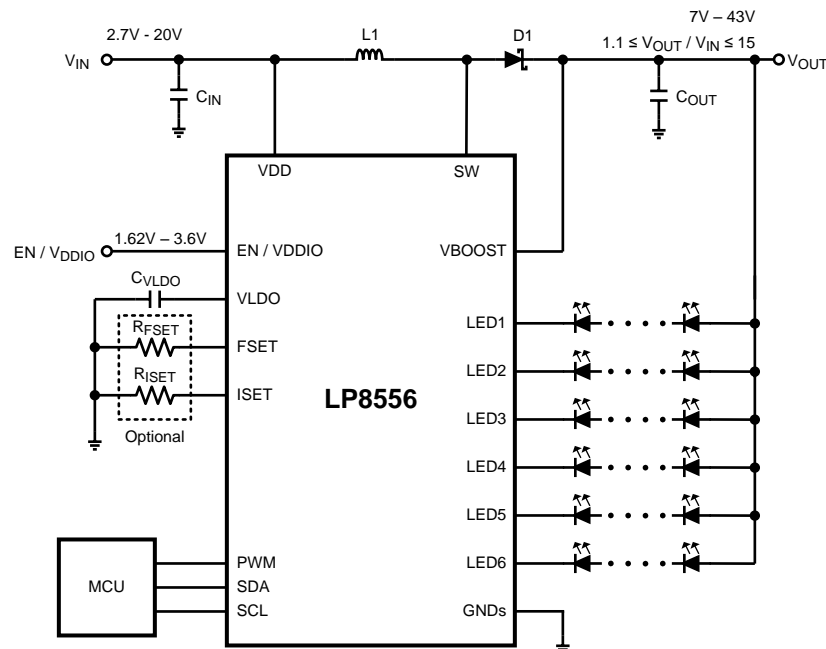 7V – 43V
2.7V - 20V L1 D1 1.1 ≤ VOUT / VIN ≤ 15
VIN VOUT
CIN COUT
VDD SW
1.62V – 3.6V
EN / VDDIO EN / VDDIO VBOOST
CVLDO VLDO
LED1
RFSET FSET
LED2
RISET ISET
LP8556
LED3
Optional
LED4
LED5
PWM LED6
MCU SDA
SCL GNDs